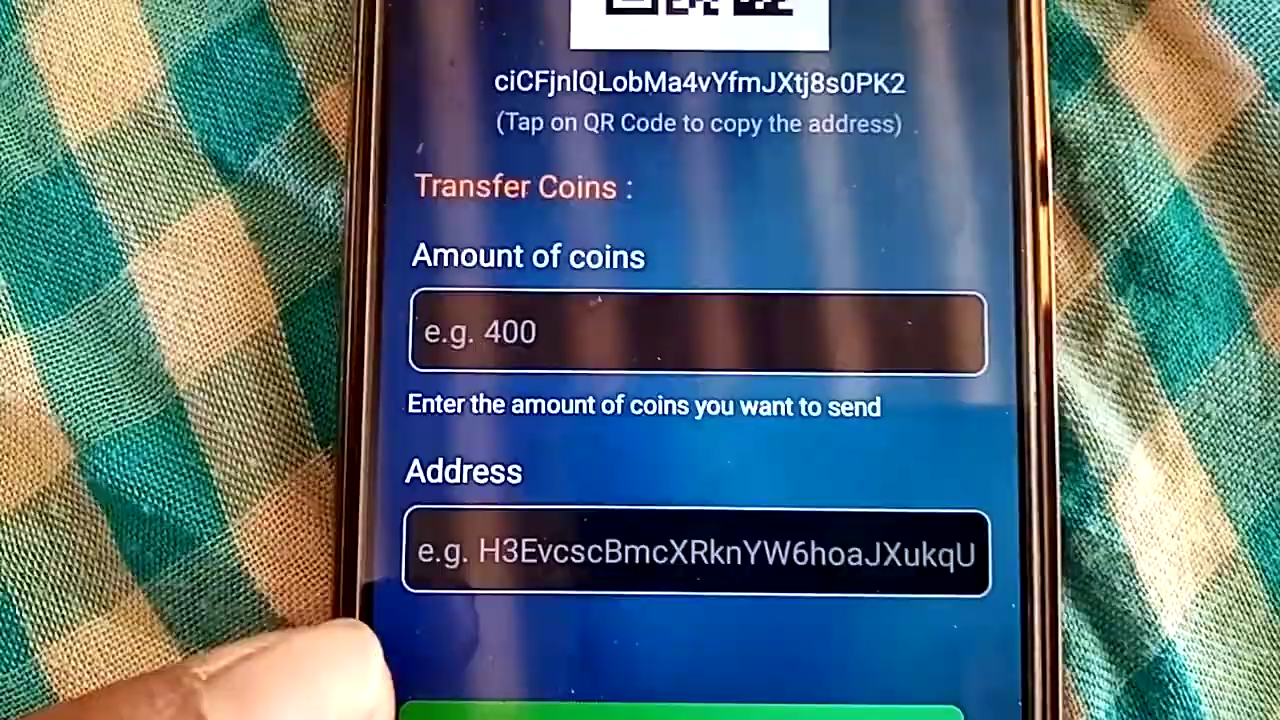 ciCFjnlQLobMa4vYfmJXtj8s0PK2
(Tap on QR Code to copy the address)
Transfer Coins :
Amount of coins
e.g. 400
Enter the amount of coins you want to send
Address
e.g. H3EvcscBmcXRknYW6hoaJXukqU